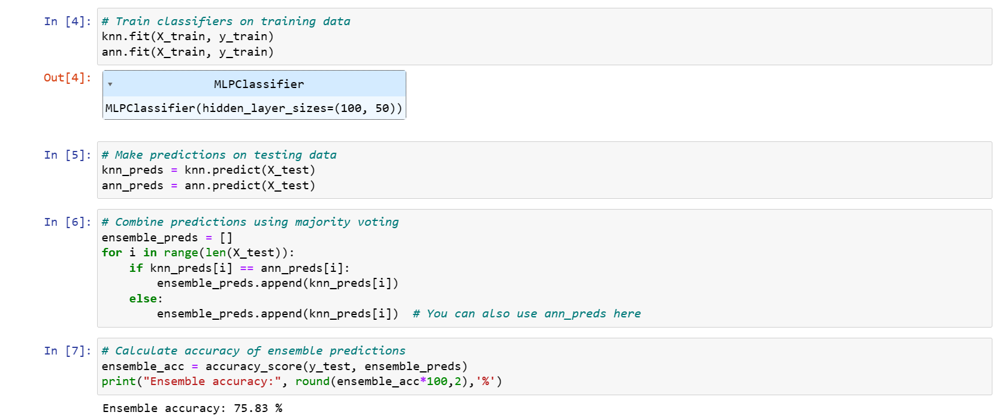 In [4]: # Train classifiers on training data
knn.fit(X_train, y_train)
ann.fit(X_train, y_train)
Out[4]: ▾ MLPClassifier
MLPClassifier(hidden_layer_sizes=(100, 50))
In [5]: # Make predictions on testing data
knn_preds = knn.predict(X_test)
ann_preds = ann.predict(X_test)
In [6]: # Combine predictions using majority voting
ensemble_preds = []
for i in range(len(X_test)):
    if knn_preds[i] == ann_preds[i]:
        ensemble_preds.append(knn_preds[i])
    else:
        ensemble_preds.append(knn_preds[i])  # You can also use ann_preds here
In [7]: # Calculate accuracy of ensemble predictions
ensemble_acc = accuracy_score(y_test, ensemble_preds)
print("Ensemble accuracy:", round(ensemble_acc*100,2),'%')
Ensemble accuracy: 75.83 %